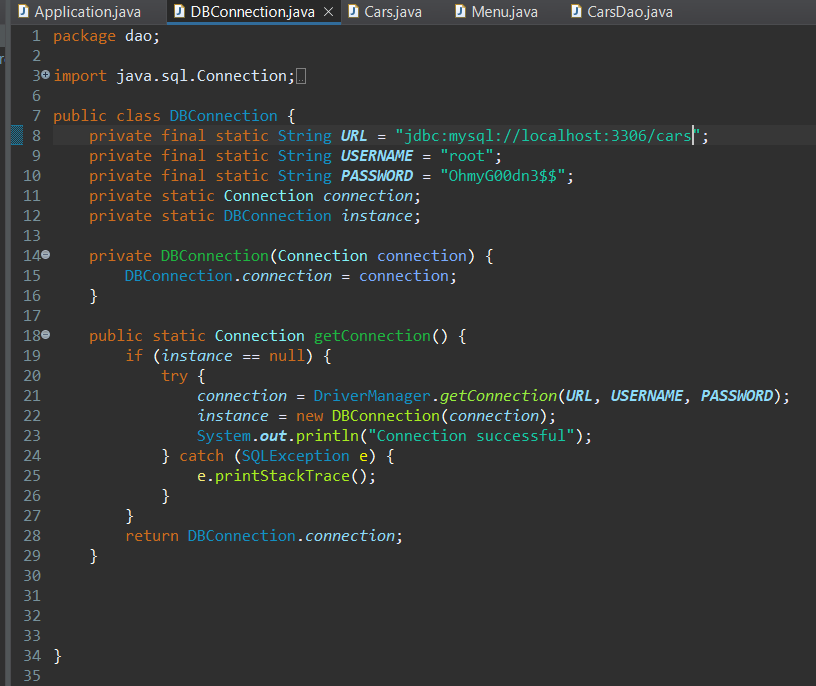 Application.java DBConnection.java Cars.java Menu.java CarsDao.java
1 package dao;
2
3 import java.sql.Connection;
6
7 public class DBConnection {
8 private final static String URL = "jdbc:mysql://localhost:3306/cars";
9 private final static String USERNAME = "root";
10 private final static String PASSWORD = "OhmyG00dn3$$";
11 private static Connection connection;
12 private static DBConnection instance;
13
14 private DBConnection(Connection connection) {
15 DBConnection.connection = connection;
16 }
17
18 public static Connection getConnection() {
19 if (instance == null) {
20 try {
21 connection = DriverManager.getConnection(URL, USERNAME, PASSWORD);
22 instance = new DBConnection(connection);
23 System.out.println("Connection successful");
24 } catch (SQLException e) {
25 e.printStackTrace();
26 }
27 }
28 return DBConnection.connection;
29 }
30
31
32
33
34 }
35